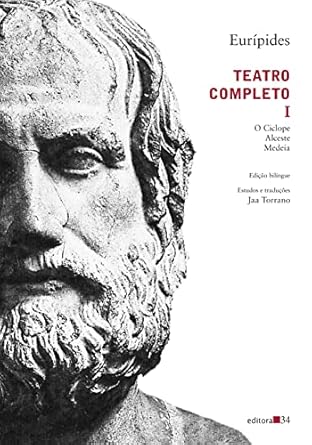 Eurípides
TEATRO
COMPLETO
I
O Ciclope
Alceste
Medeia
Edição bilíngue
Estudos e traduções
Jaa Torrano
editora 34